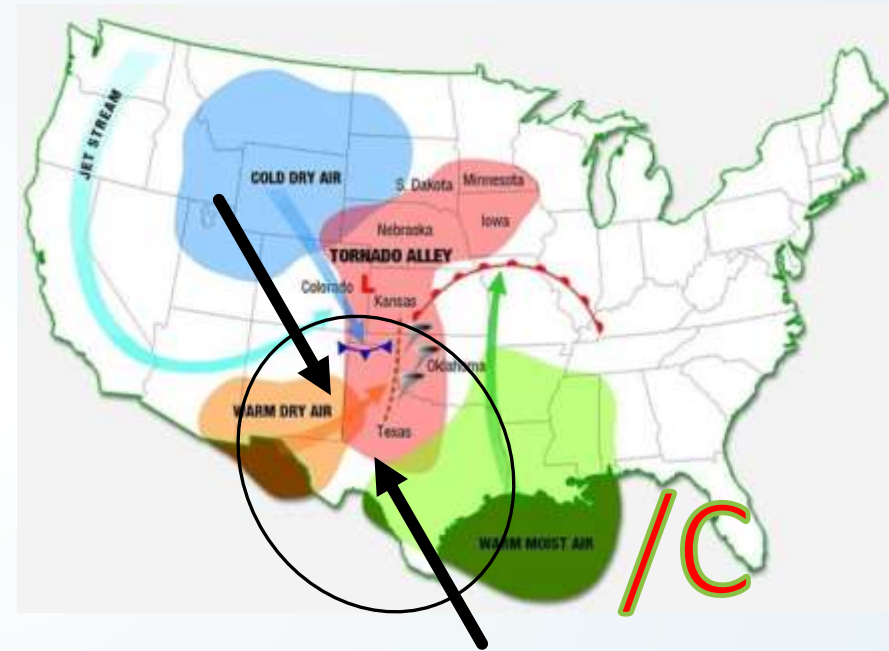 JET STREAM
COLD DRY AIR
S. Dakota
Minnesota
Nebraska
Iowa
TORNADO ALLEY
Colorado
L
Kansas
Oklahoma
WARM DRY AIR
Texas
WARM MOIST AIR
/C